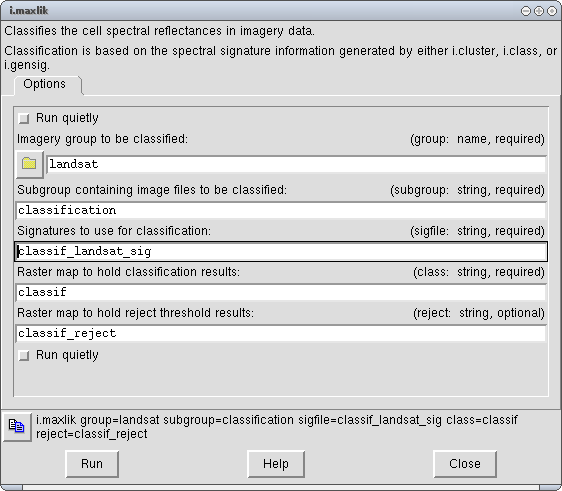 i.maxlik
Classifies the cell spectral reflectances in imagery data.
Classification is based on the spectral signature information generated by either i.cluster, i.class, or
i.gensig.
Options
Run quietly
Imagery group to be classified: (group: name, required)
landsat
Subgroup containing image files to be classified: (subgroup: string, required)
classification
Signatures to use for classification: (sigfile: string, required)
classif_landsat_sig
Raster map to hold classification results: (class: string, required)
classif
Raster map to hold reject threshold results: (reject: string, optional)
classif_reject
Run quietly
i.maxlik group=landsat subgroup=classification sigfile=classif_landsat_sig class=classif
reject=classif_reject
Run Help Close